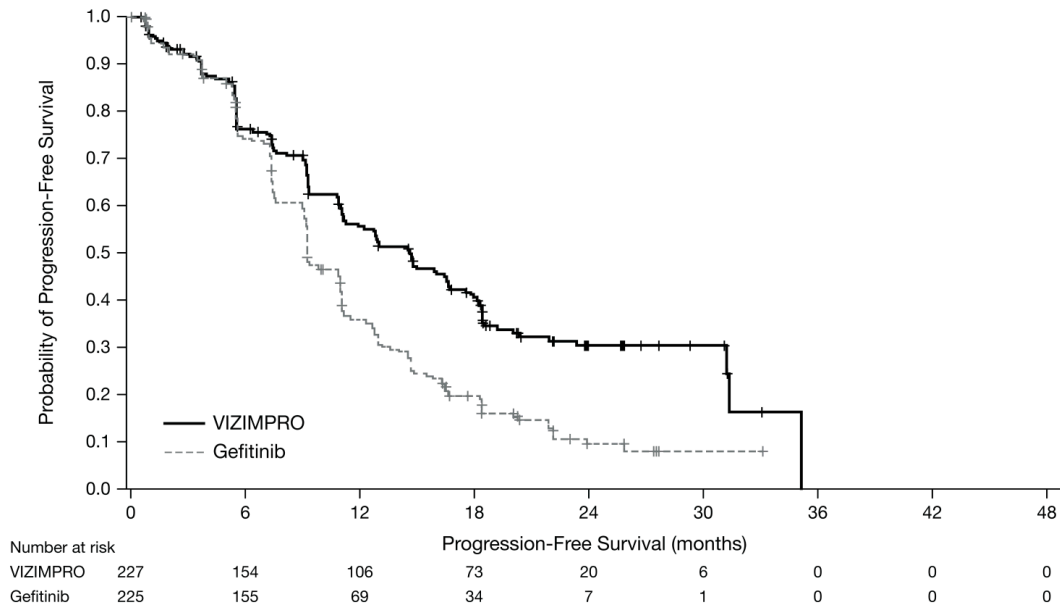 Probability of Progression-Free Survival
1.0
0.9
0.8
0.7
0.6
0.5
0.4
0.3
0.2
0.1
0.0
VIZIMPRO
Gefitinib
0 6 12 18 24 30 36 42 48
Progression-Free Survival (months)
Number at risk
VIZIMPRO 227 154 106 73 20 6 0 0 0
Gefitinib 225 155 69 34 7 1 0 0 0